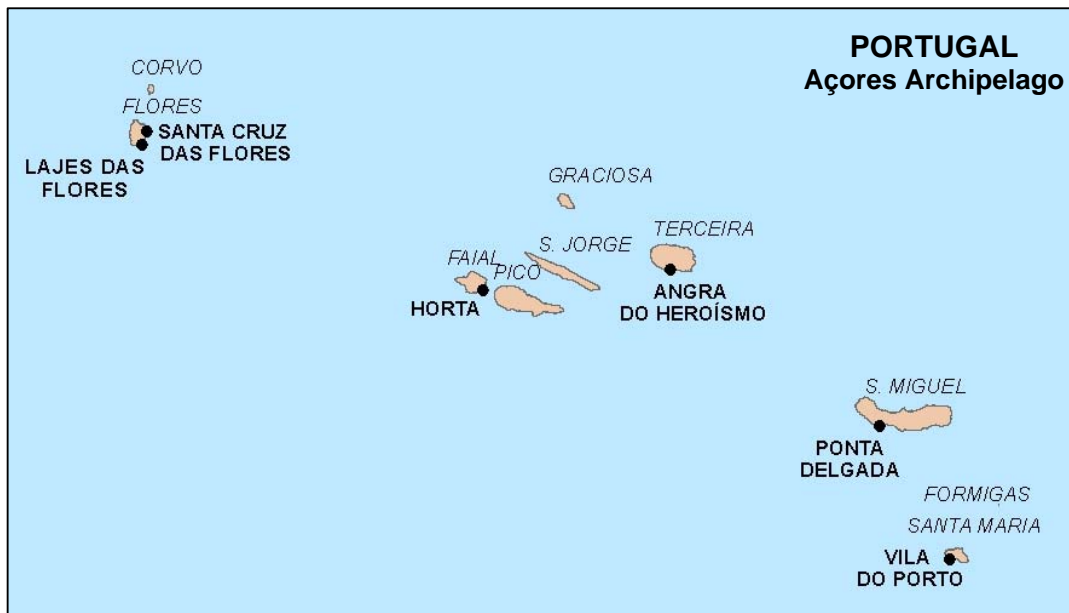 PORTUGAL
Açores Archipelago
CORVO
FLORES
SANTA CRUZ
DAS FLORES
LAJES DAS
FLORES
GRACIOSA
TERCEIRA
S. JORGE
FAIAL
PICO
HORTA
ANGRA
DO HEROÍSMO
S. MIGUEL
PONTA
DELGADA
FORMIGAS
SANTA MARIA
VILA
DO PORTO